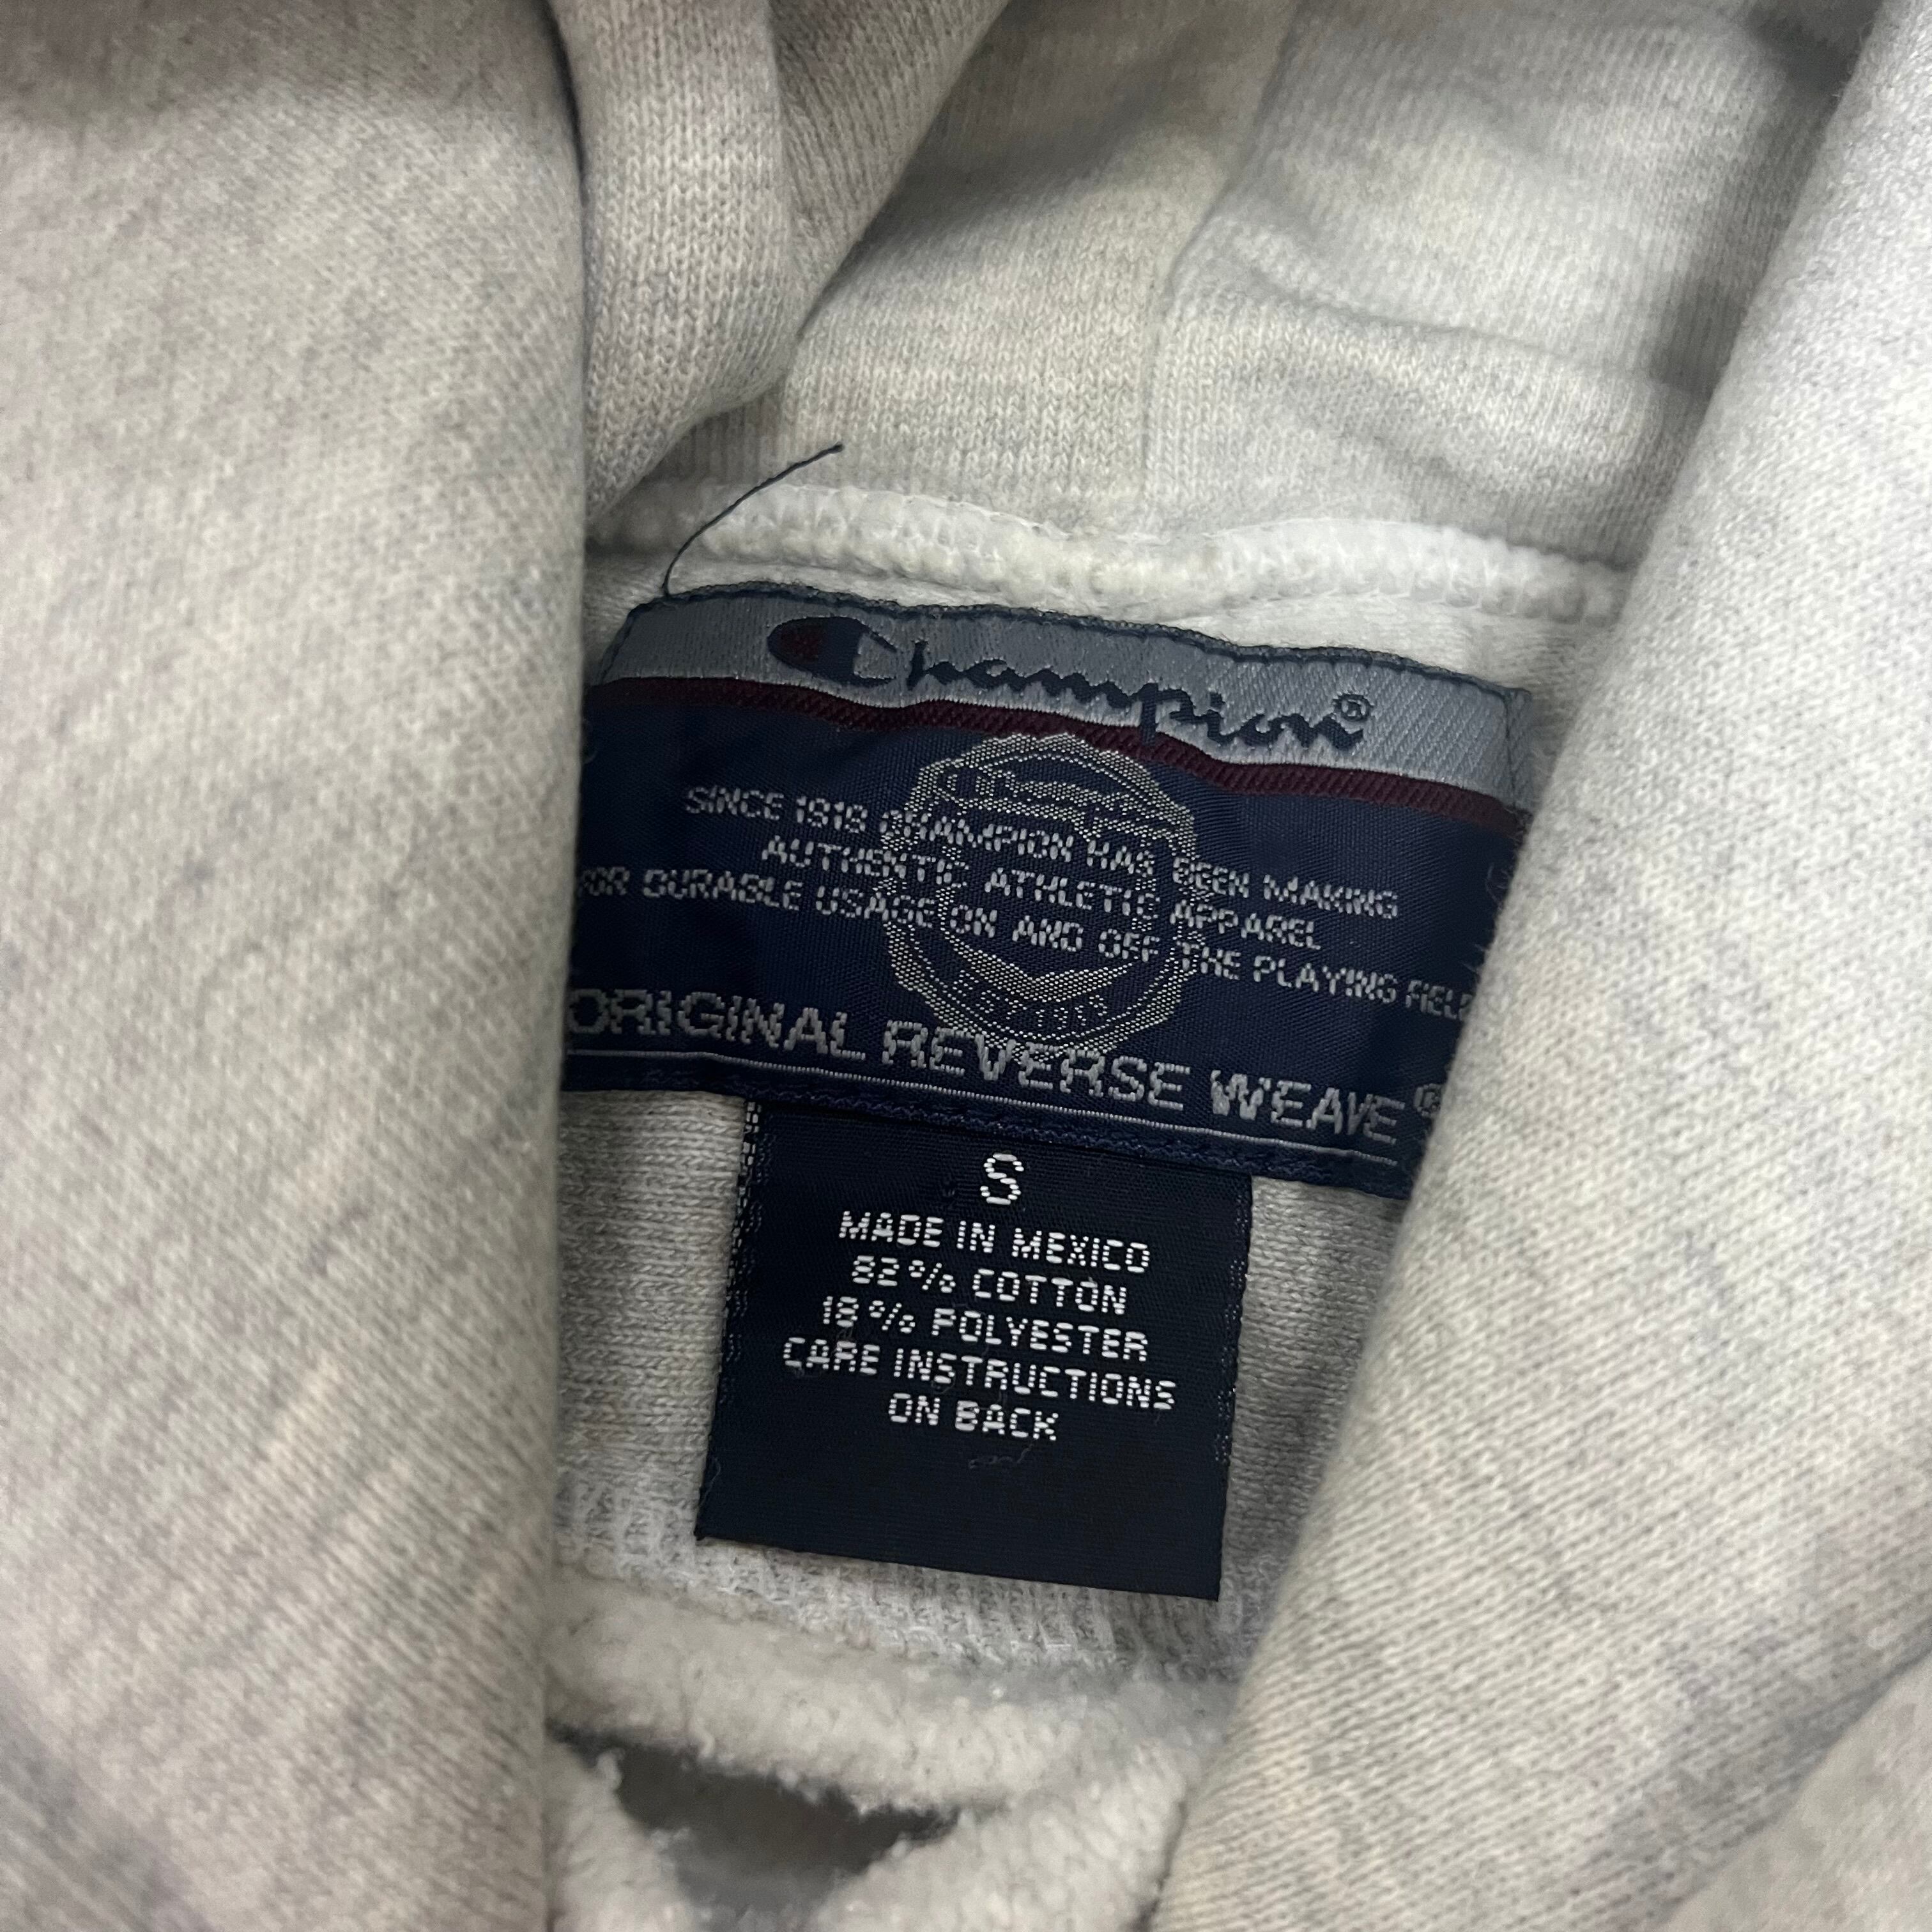 Champion®
SINCE 1919 CHAMPION HAS BEEN MAKING
AUTHENTIC ATHLETIC APPAREL
FOR DURABLE USAGE ON AND OFF THE PLAYING FIELD
ORIGINAL REVERSE WEAVE®
S
MADE IN MEXICO
82% COTTON
18% POLYESTER
CARE INSTRUCTIONS
ON BACK